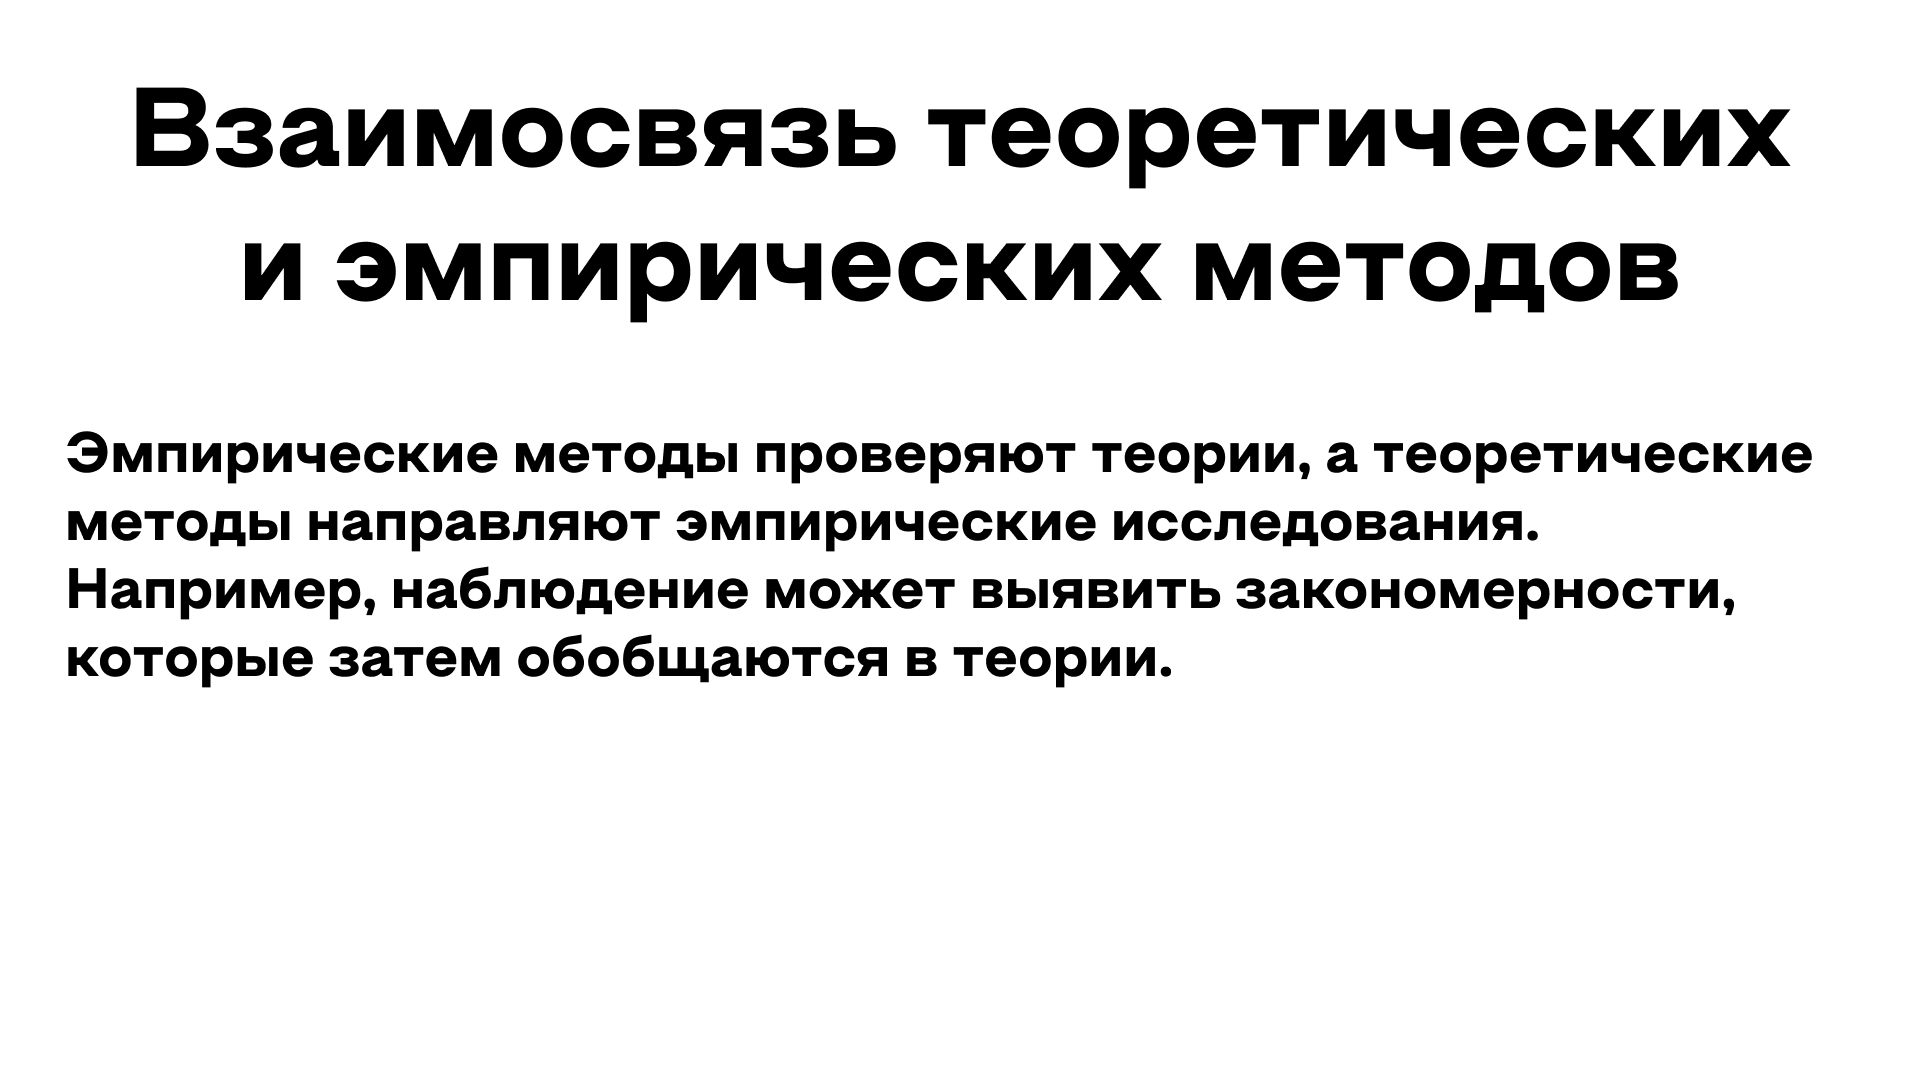 Взаимосвязь теоретических
и эмпирических методов
Эмпирические методы проверяют теории, а теоретические
методы направляют эмпирические исследования.
Например, наблюдение может выявить закономерности,
которые затем обобщаются в теории.